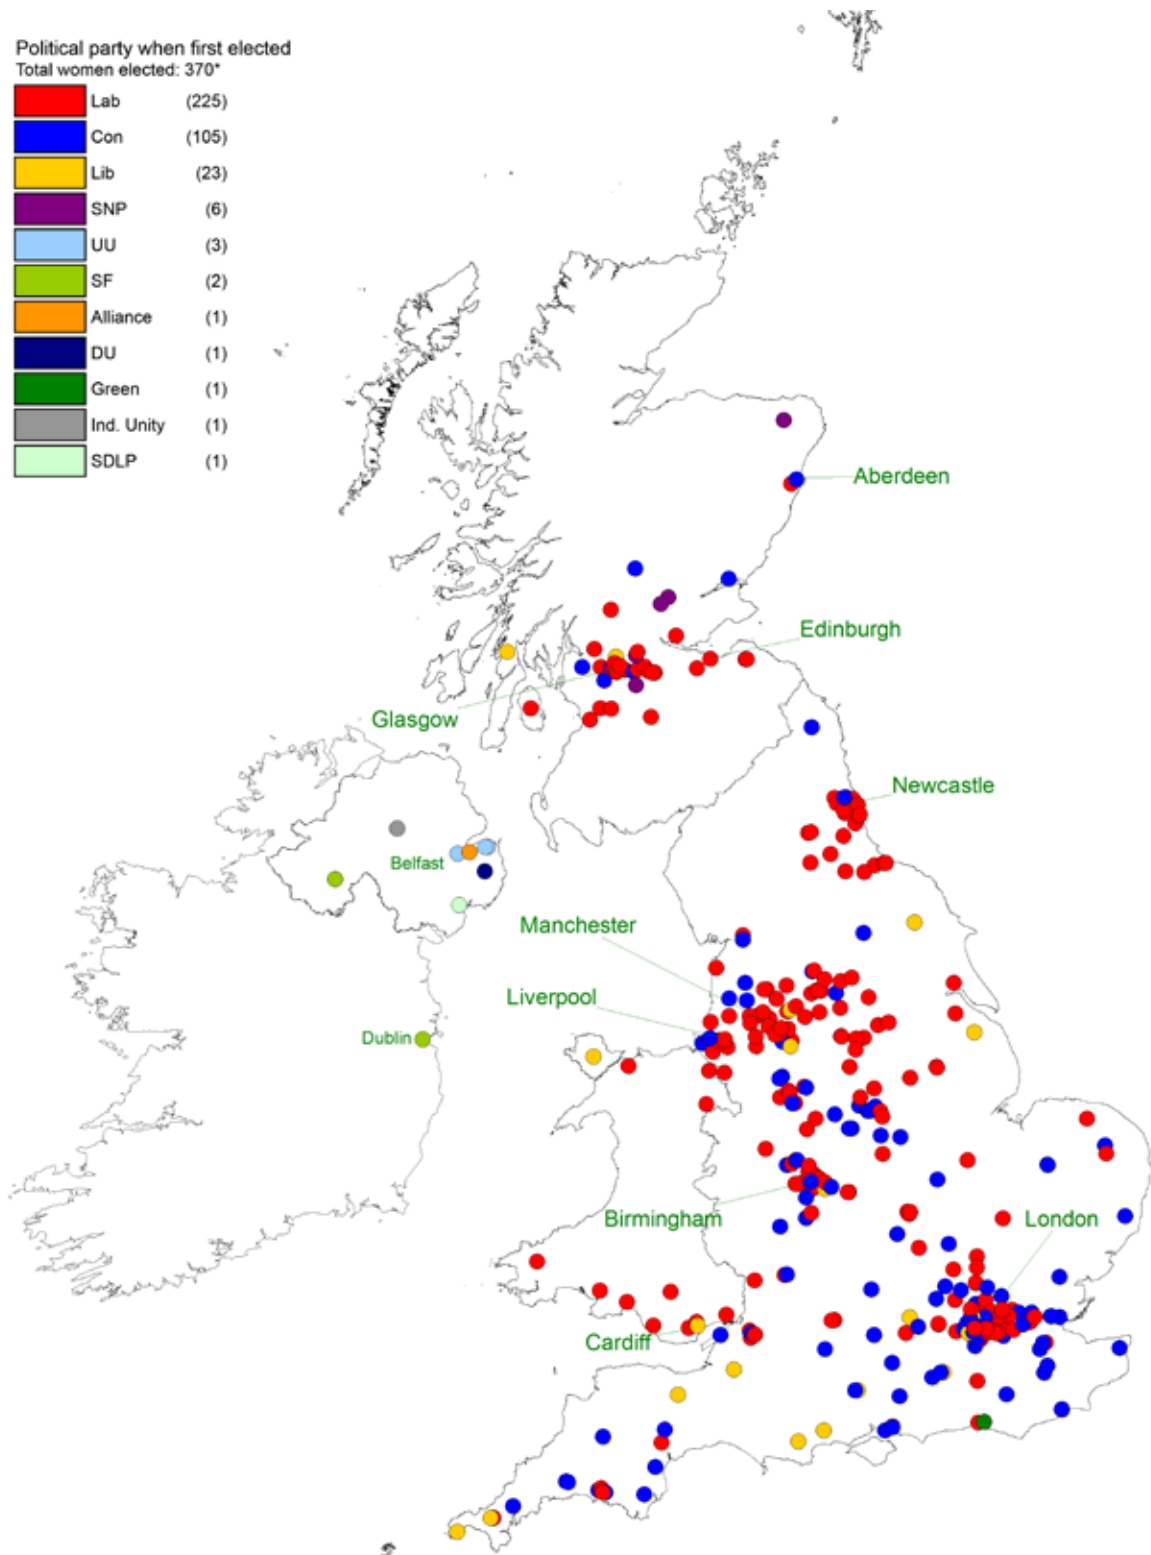 Political party when first elected
Total women elected: 370*
Lab (225)
Con (105)
Lib (23)
SNP (6)
UU (3)
SF (2)
Alliance (1)
DU (1)
Green (1)
Ind. Unity (1)
SDLP (1)
Aberdeen
Edinburgh
Glasgow
Newcastle
Belfast
Manchester
Liverpool
Dublin
Birmingham
London
Cardiff